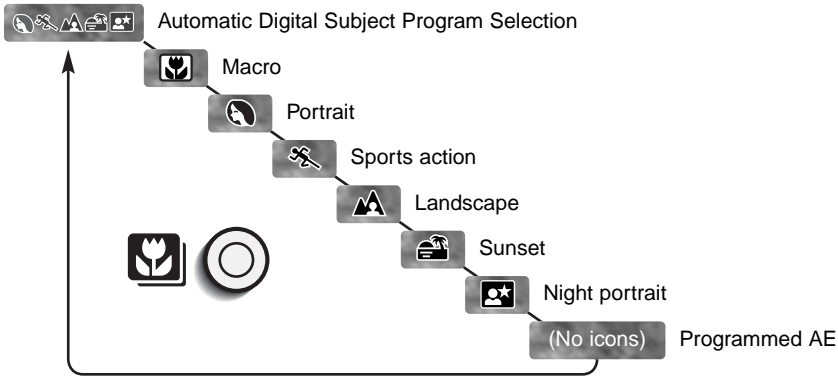 Automatic Digital Subject Program Selection
Macro
Portrait
Sports action
Landscape
Sunset
Night portrait
(No icons) Programmed AE